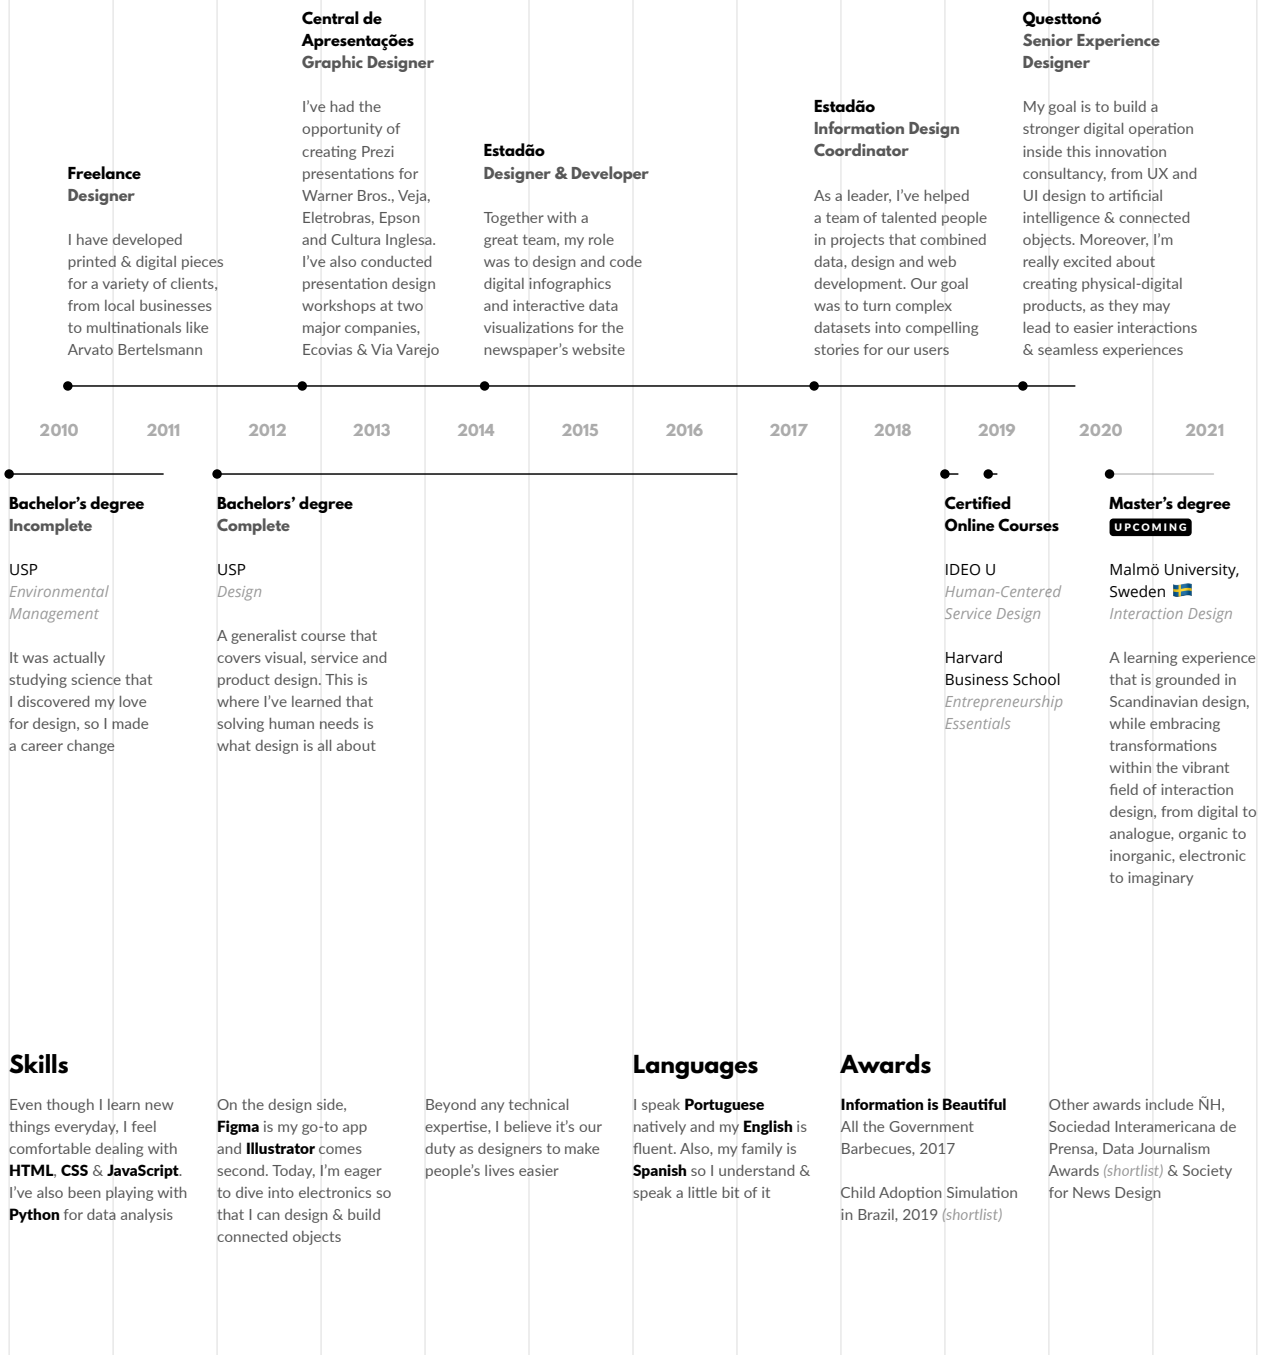 Freelance
Designer
I have developed
printed & digital pieces
for a variety of clients,
from local businesses
to multinationals like
Arvato Bertelsmann
Central de
Apresentações
Graphic Designer
I've had the
opportunity of
creating Prezi
presentations for
Warner Bros., Veja,
Eletrobras, Epson
and Cultura Inglesa.
I've also conducted
presentation design
workshops at two
major companies,
Ecovias & Via Varejo
Estadão
Designer & Developer
Together with a
great team, my role
was to design and code
digital infographics
and interactive data
visualizations for the
newspaper's website
Estadão
Information Design
Coordinator
As a leader, I've helped
a team of talented people
in projects that combined
data, design and web
development. Our goal
was to turn complex
datasets into compelling
stories for our users
Questtonó
Senior Experience
Designer
My goal is to build a
stronger digital operation
inside this innovation
consultancy, from UX and
UI design to artificial
intelligence & connected
objects. Moreover, I'm
really excited about
creating physical-digital
products, as they may
lead to easier interactions
& seamless experiences
2010 2011 2012 2013 2014 2015 2016 2017 2018 2019 2020 2021
Bachelor's degree
Incomplete
USP
Environmental
Management
It was actually
studying science that
I discovered my love
for design, so I made
a career change
Bachelors' degree
Complete
USP
Design
A generalist course that
covers visual, service and
product design. This is
where I've learned that
solving human needs is
what design is all about
Certified
Online Courses
IDEO U
Human-Centered
Service Design
Harvard
Business School
Entrepreneurship
Essentials
Master's degree
UPCOMING
Malmö University,
Sweden 🇸🇪
Interaction Design
A learning experience
that is grounded in
Scandinavian design,
while embracing
transformations
within the vibrant
field of interaction
design, from digital to
analogue, organic to
inorganic, electronic
to imaginary
Skills
Even though I learn new
things everyday, I feel
comfortable dealing with
HTML, CSS & JavaScript.
I've also been playing with
Python for data analysis
On the design side,
Figma is my go-to app
and Illustrator comes
second. Today, I'm eager
to dive into electronics so
that I can design & build
connected objects
Beyond any technical
expertise, I believe it's our
duty as designers to make
people's lives easier
Languages
I speak Portuguese
natively and my English is
fluent. Also, my family is
Spanish so I understand &
speak a little bit of it
Awards
Information is Beautiful
All the Government
Barbecues, 2017
Child Adoption Simulation
in Brazil, 2019 (shortlist)
Other awards include ÑH,
Sociedad Interamericana de
Prensa, Data Journalism
Awards (shortlist) & Society
for News Design